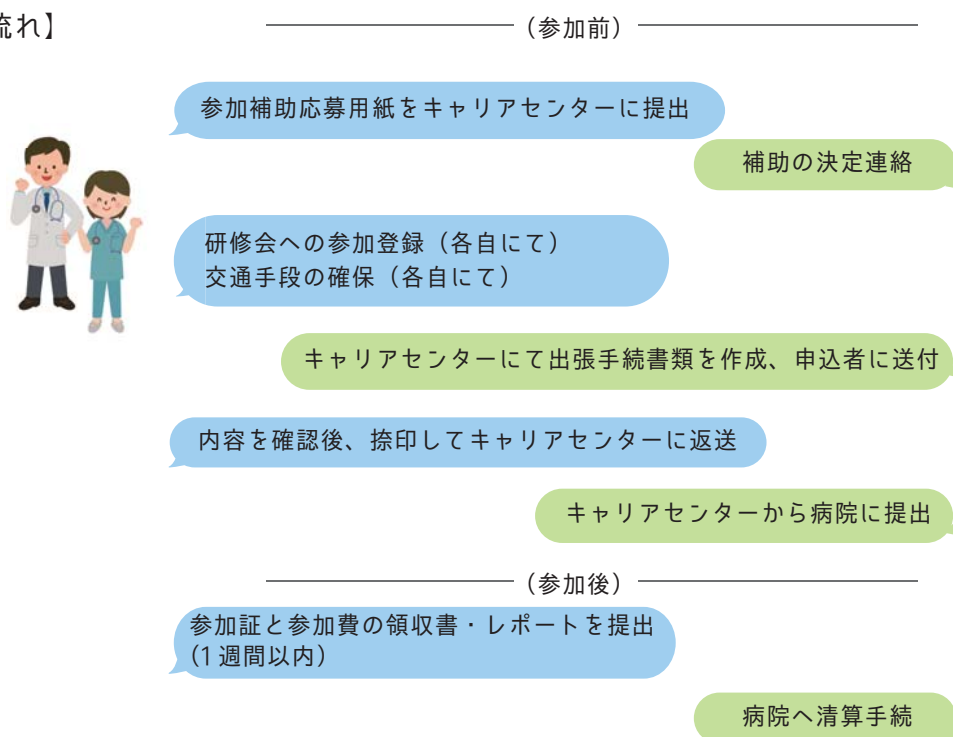 流れ】
(参加前)
参加補助応募用紙をキャリアセンターに提出
補助の決定連絡
研修会への参加登録(各自にて)
交通手段の確保(各自にて)
キャリアセンターにて出張手続書類を作成、申込者に送付
内容を確認後、捺印してキャリアセンターに返送
キャリアセンターから病院に提出
(参加後)
参加証と参加費の領収書・レポートを提出
(1週間以内)
病院へ清算手続